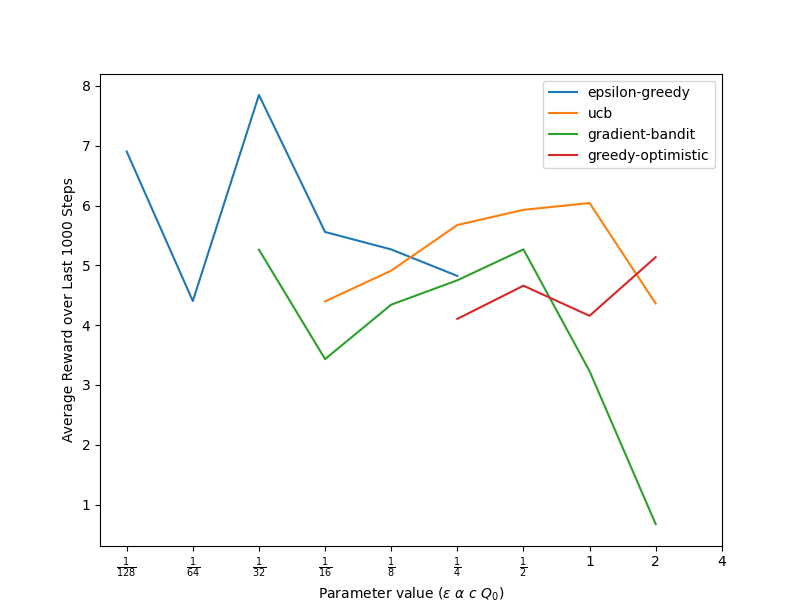 8
7
6
5
4
3
2
1
Average Reward over Last 1000 Steps
epsilon-greedy
ucb
gradient-bandit
greedy-optimistic
1/128 1/64 1/32 1/16 1/8 1/4 1/2 1 2 4
Parameter value (ε α c Q₀)